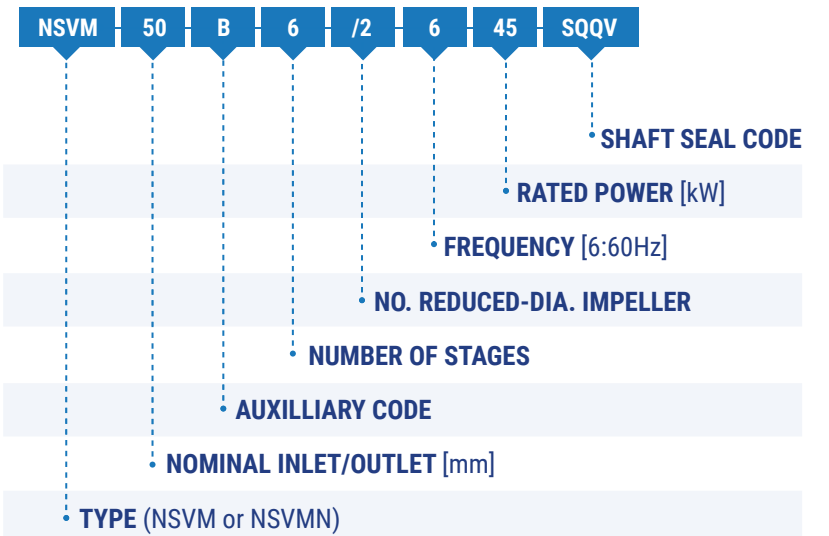 NSVM 50 B 6 /2 6 45 SQQV
SHAFT SEAL CODE
RATED POWER [kW]
FREQUENCY [6:60Hz]
NO. REDUCED-DIA. IMPELLER
NUMBER OF STAGES
AUXILLIARY CODE
NOMINAL INLET/OUTLET [mm]
TYPE (NSVM or NSVMN)